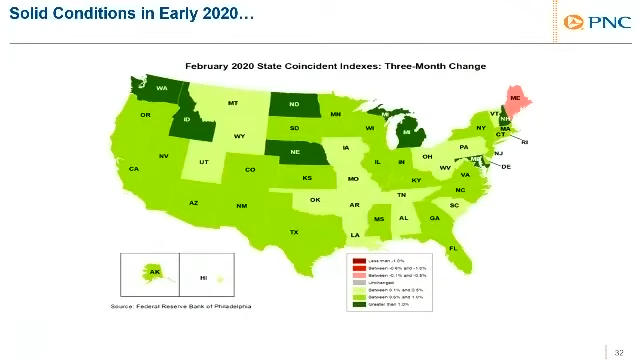 Solid Conditions in Early 2020…
PNC
February 2020 State Coincident Indexes: Three-Month Change
WA
MT
ND
MN
ME
OR
ID
SD
WI
MI
MI
VT
NH
NY
MA
CT
RI
WY
NV
UT
CO
NE
IA
IL
IN
OH
PA
NJ
MD
DE
WV
VA
CA
KS
MO
KY
NC
AZ
NM
OK
AR
TN
SC
MS
AL
GA
TX
LA
FL
AK
HI
Less than -1.0%
Between -0.6% and -1.0%
Between -0.1% and -0.5%
Unchanged
Between 0.1% and 0.5%
Between 0.6% and 1.0%
Greater than 1.0%
Source: Federal Reserve Bank of Philadelphia
32